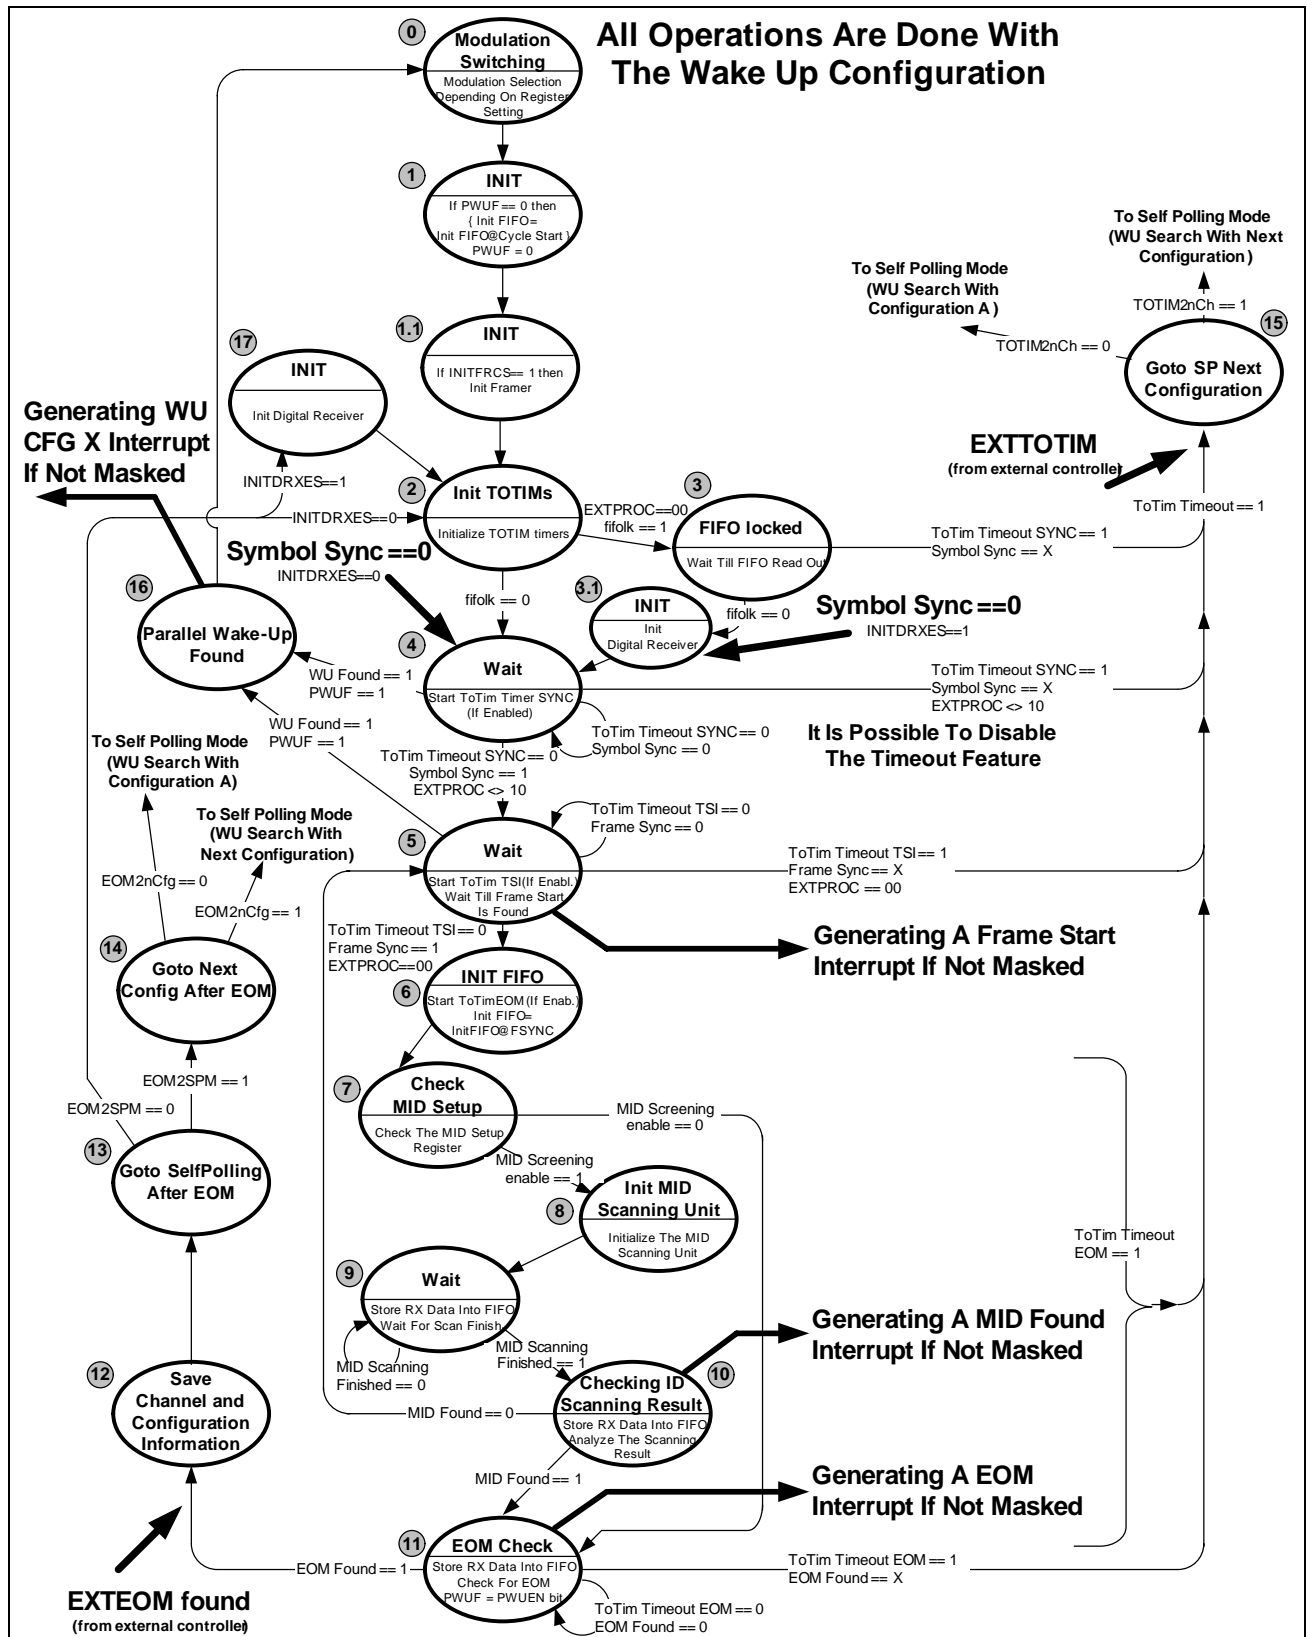 All Operations Are Done With
The Wake Up Configuration
0
Modulation
Switching
Modulation Selection
Depending On Register
Setting
1
INIT
If PWUF == 0 then
{ Init FIFO =
Init FIFO@Cycle Start }
PWUF = 0
To Self Polling Mode
(WU Search With Next
Configuration)
To Self Polling Mode
(WU Search With
Configuration A)
TOTIM2nCh == 1
15
TOTIM2nCh == 0
Goto SP Next
Configuration
1.1
INIT
If INITFRCS == 1 then
Init Framer
17
INIT
Init Digital Receiver
Generating WU
CFG X Interrupt
If Not Masked
EXTTOTIM
(from external controller
ToTim Timeout == 1
INITDRXES==1
INITDRXES==0
2
Init TOTIMs
Initialize TOTIM timers
EXTPROC==00
fifolk == 1
3
FIFO locked
Wait Till FIFO Read Out
ToTim Timeout SYNC == 1
Symbol Sync == X
Symbol Sync ==0
INITDRXES==0
fifolk == 0
3.1
INIT
Init
Digital Receiver
fifolk == 0
Symbol Sync ==0
INITDRXES==1
16
Parallel Wake-Up
Found
4
Wait
Start ToTim Timer SYNC
(If Enabled)
WU Found == 1
PWUF == 1
ToTim Timeout SYNC == 1
Symbol Sync == X
EXTPROC <> 10
WU Found == 1
PWUF == 1
ToTim Timeout SYNC == 0
Symbol Sync == 0
It Is Possible To Disable
The Timeout Feature
To Self Polling Mode
(WU Search With
Configuration A)
ToTim Timeout SYNC == 0
Symbol Sync == 1
EXTPROC <> 10
To Self Polling Mode
(WU Search With
Next Configuration)
ToTim Timeout TSI == 0
Frame Sync == 0
5
Wait
Start ToTim TSI (If Enabl.)
Wait Till Frame Start
Is Found
ToTim Timeout TSI == 1
Frame Sync == X
EXTPROC == 00
EOM2nCfg == 0
EOM2nCfg == 1
ToTim Timeout TSI == 0
Frame Sync == 1
EXTPROC==00
Generating A Frame Start
Interrupt If Not Masked
14
Goto Next
Config After EOM
6
INIT FIFO
Start ToTimEOM (If Enab.)
Init FIFO =
InitFIFO@FSYNC
EOM2SPM == 1
EOM2SPM == 0
7
Check
MID Setup
Check The MID Setup
Register
MID Screening
enable == 0
13
Goto SelfPolling
After EOM
MID Screening
enable == 1
8
Init MID
Scanning Unit
Initialize The MID
Scanning Unit
ToTim Timeout
EOM == 1
9
Wait
Store RX Data Into FIFO
Wait For Scan Finish
MID Scanning
Finished == 0
MID Scanning
Finished == 1
Generating A MID Found
Interrupt If Not Masked
12
Save
Channel and
Configuration
Information
10
Checking ID
Scanning Result
Store RX Data Into FIFO
Analyze The Scanning
Result
MID Found == 0
MID Found == 1
Generating A EOM
Interrupt If Not Masked
11
EOM Check
Store RX Data Into FIFO
Check For EOM
PWUF = PWUEN bit
EOM Found == 1
ToTim Timeout EOM == 1
EOM Found == X
ToTim Timeout EOM == 0
EOM Found == 0
EXTEOM found
(from external controller)